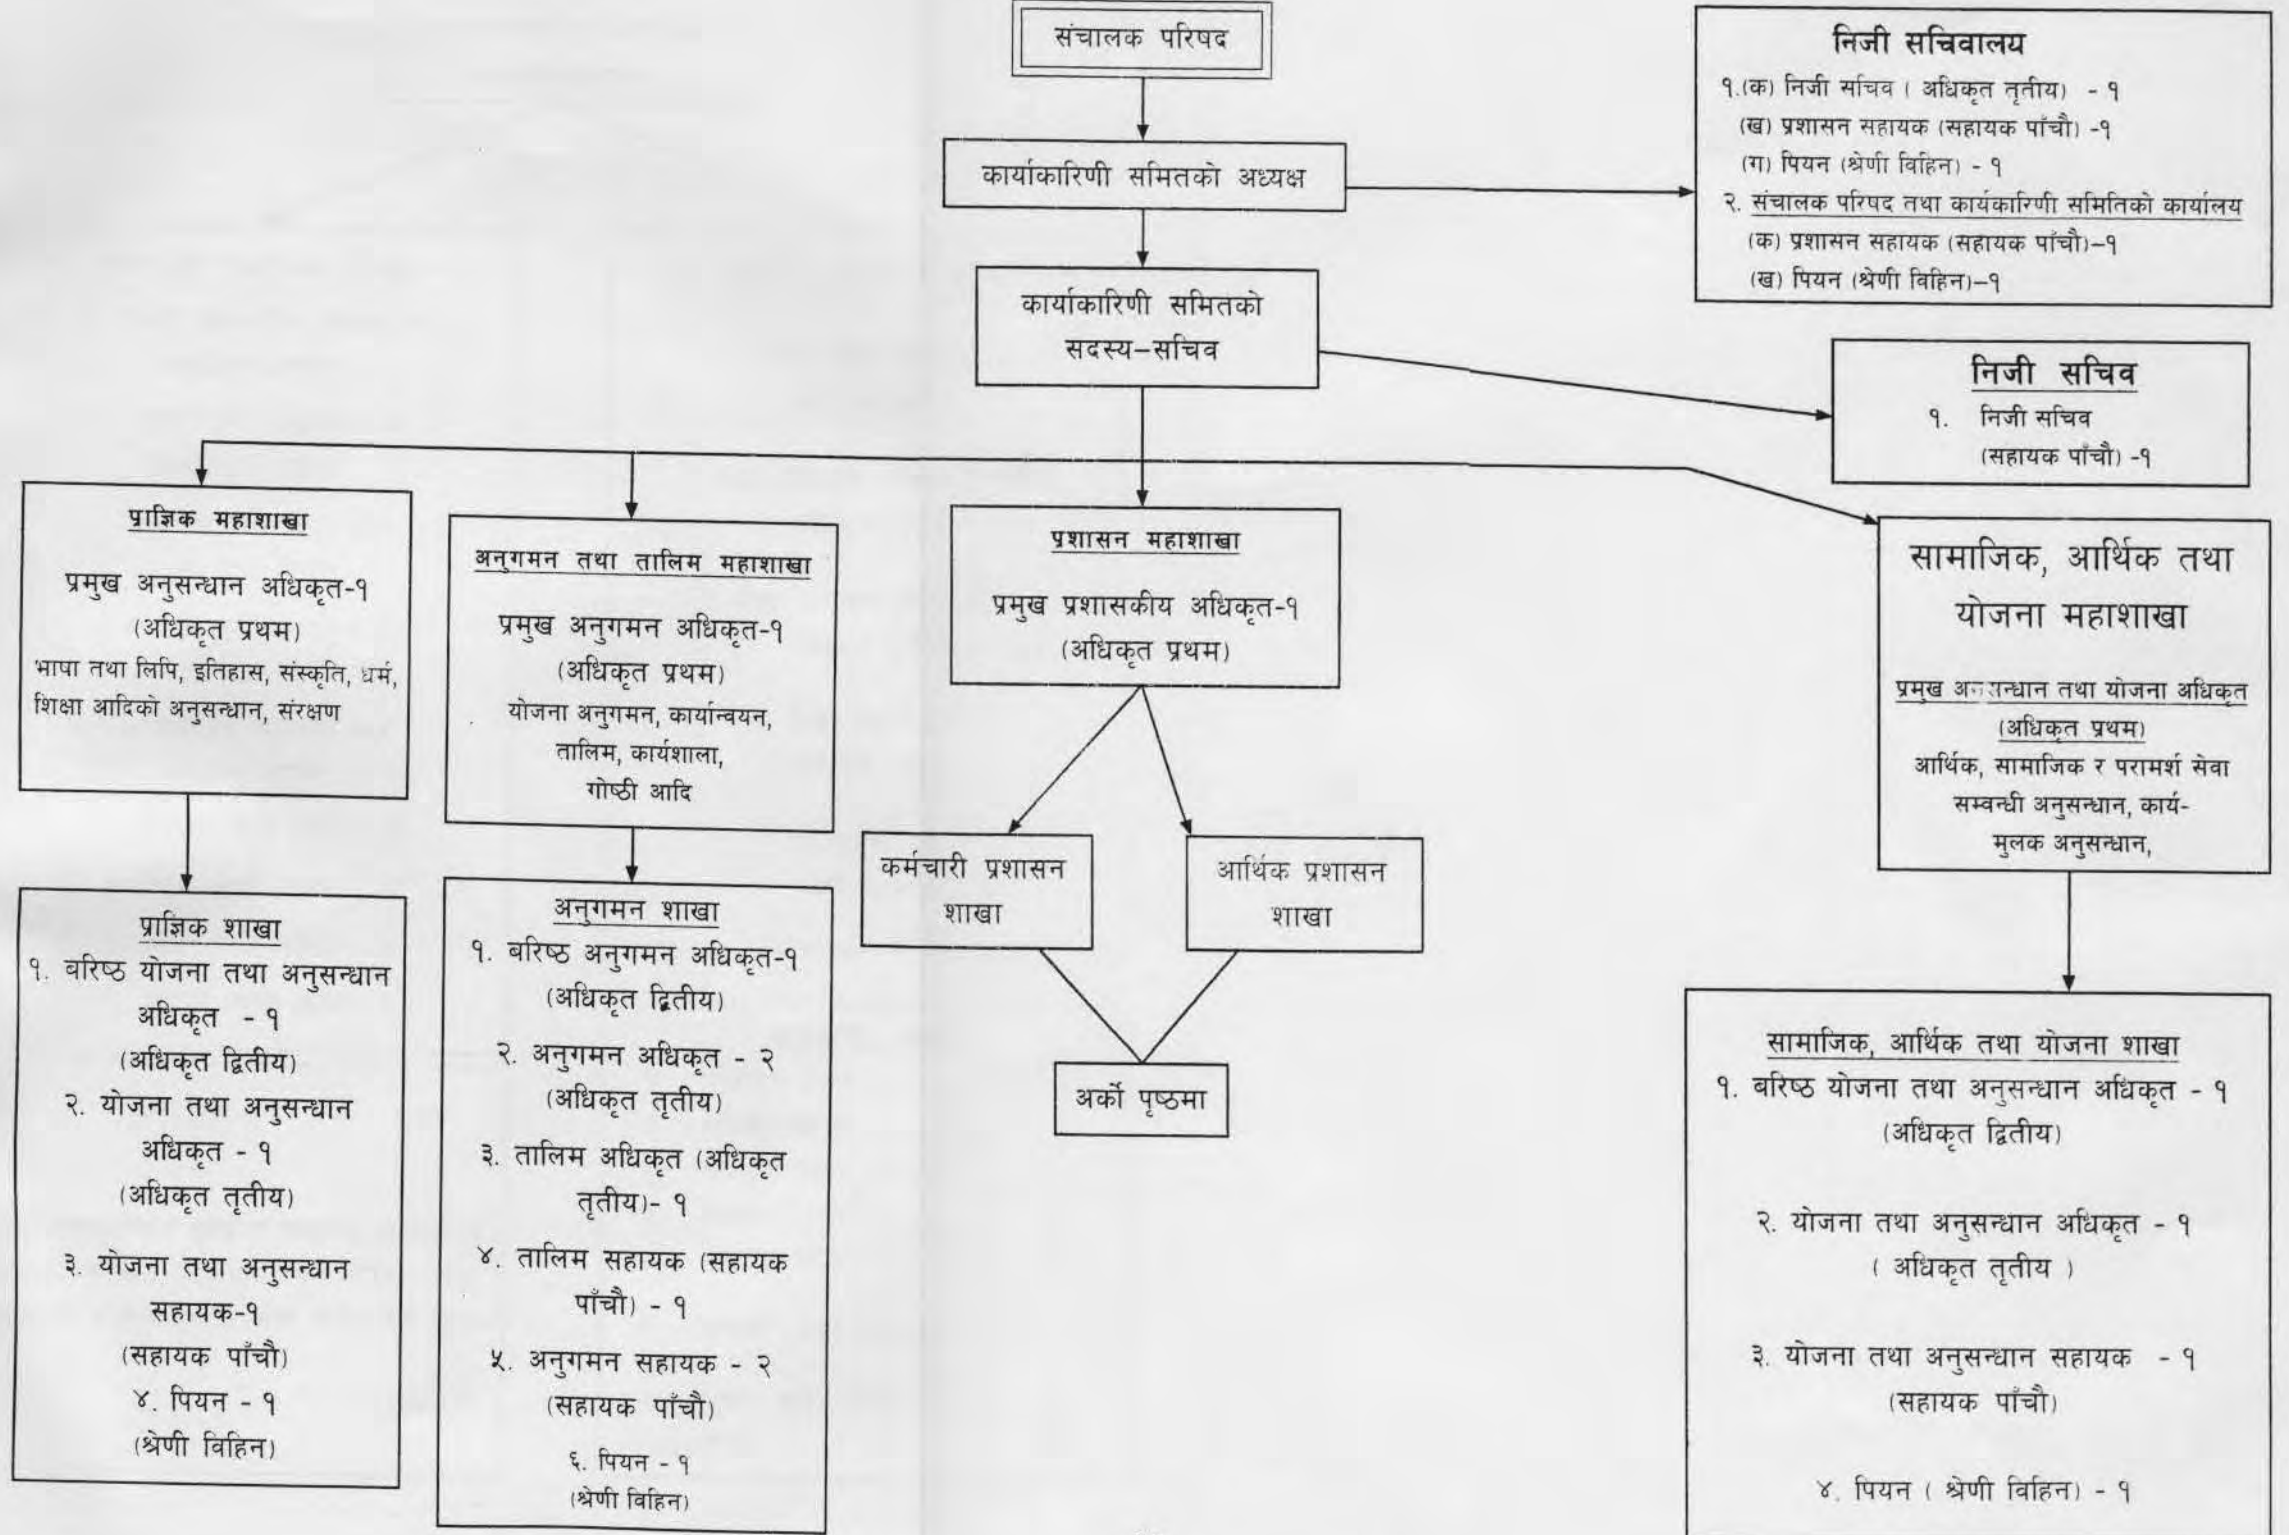 संचालक परिषद
कार्याकारिणी समितको अध्यक्ष
निजी सचिवालय
१.(क) निजी सचिव ( अधिकृत तृतीय) - १
(ख) प्रशासन सहायक (सहायक पाँचौ) -१
(ग) पियन (श्रेणी विहिन) - १
२. संचालक परिषद तथा कार्यकारिणी समितिको कार्यालय
(क) प्रशासन सहायक (सहायक पाँचौ)–१
(ख) पियन (श्रेणी विहिन)–१
कार्याकारिणी समितको
सदस्य–सचिव
निजी सचिव
१. निजी सचिव
(सहायक पाँचौ) -१
प्राज्ञिक महाशाखा
प्रमुख अनुसन्धान अधिकृत-१
(अधिकृत प्रथम)
भाषा तथा लिपि, इतिहास, संस्कृति, धर्म,
शिक्षा आदिको अनुसन्धान, संरक्षण
अनुगमन तथा तालिम महाशाखा
प्रमुख अनुगमन अधिकृत-१
(अधिकृत प्रथम)
योजना अनुगमन, कार्यान्वयन,
तालिम, कार्यशाला,
गोष्ठी आदि
प्रशासन महाशाखा
प्रमुख प्रशासकीय अधिकृत-१
(अधिकृत प्रथम)
सामाजिक, आर्थिक तथा
योजना महाशाखा
प्रमुख अनुसन्धान तथा योजना अधिकृत
(अधिकृत प्रथम)
आर्थिक, सामाजिक र परामर्श सेवा
सम्वन्धी अनुसन्धान, कार्य-
मुलक अनुसन्धान,
कर्मचारी प्रशासन
शाखा
आर्थिक प्रशासन
शाखा
अर्को पृष्ठमा
प्राज्ञिक शाखा
१. बरिष्ठ योजना तथा अनुसन्धान
अधिकृत - १
(अधिकृत द्वितीय)
२. योजना तथा अनुसन्धान
अधिकृत - १
(अधिकृत तृतीय)
३. योजना तथा अनुसन्धान
सहायक-१
(सहायक पाँचौ)
४. पियन - १
(श्रेणी विहिन)
अनुगमन शाखा
१. बरिष्ठ अनुगमन अधिकृत-१
(अधिकृत द्वितीय)
२. अनुगमन अधिकृत - २
(अधिकृत तृतीय)
३. तालिम अधिकृत (अधिकृत
तृतीय)- १
४. तालिम सहायक (सहायक
पाँचौ) - १
५. अनुगमन सहायक - २
(सहायक पाँचौ)
६. पियन - १
(श्रेणी विहिन)
सामाजिक, आर्थिक तथा योजना शाखा
१. बरिष्ठ योजना तथा अनुसन्धान अधिकृत - १
(अधिकृत द्वितीय)
२. योजना तथा अनुसन्धान अधिकृत - १
( अधिकृत तृतीय )
३. योजना तथा अनुसन्धान सहायक - १
(सहायक पाँचौ)
४. पियन ( श्रेणी विहिन) - १